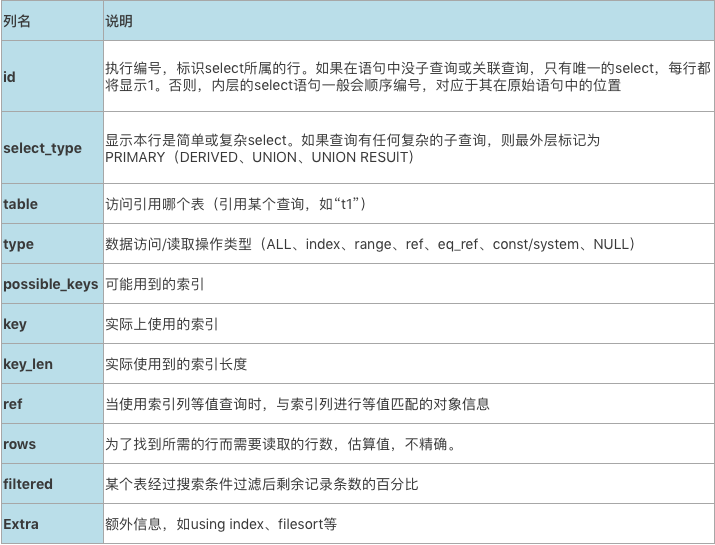 列名 说明
id 执行编号，标识select所属的行。如果在语句中没子查询或关联查询，只有唯一的select，每行都
将显示1。否则，内层的select语句一般会顺序编号，对应于其在原始语句中的位置
select_type 显示本行是简单或复杂select。如果查询有任何复杂的子查询，则最外层标记为
PRIMARY（DERIVED、UNION、UNION RESUIT）
table 访问引用哪个表（引用某个查询，如“t1”）
type 数据访问/读取操作类型（ALL、index、range、ref、eq_ref、const/system、NULL）
possible_keys 可能用到的索引
key 实际上使用的索引
key_len 实际使用到的索引长度
ref 当使用索引列等值查询时，与索引列进行等值匹配的对象信息
rows 为了找到所需的行而需要读取的行数，估算值，不精确。
filtered 某个表经过搜索条件过滤后剩余记录条数的百分比
Extra 额外信息，如using index、filesort等